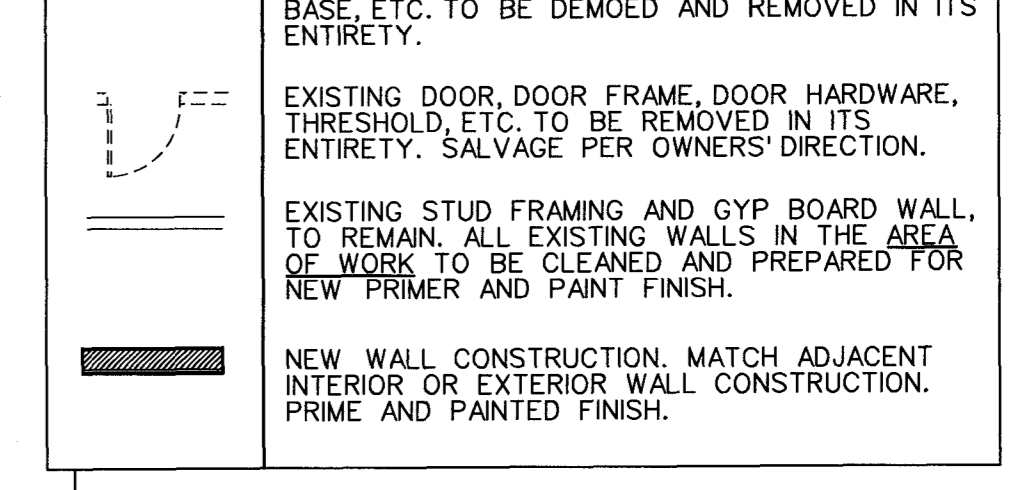 BASE, ETC. TO BE DEMOED AND REMOVED IN ITS
ENTIRETY.
EXISTING DOOR, DOOR FRAME, DOOR HARDWARE,
THRESHOLD, ETC. TO BE REMOVED IN ITS
ENTIRETY. SALVAGE PER OWNERS' DIRECTION.
EXISTING STUD FRAMING AND GYP BOARD WALL,
TO REMAIN. ALL EXISTING WALLS IN THE AREA
OF WORK TO BE CLEANED AND PREPARED FOR
NEW PRIMER AND PAINT FINISH.
NEW WALL CONSTRUCTION. MATCH ADJACENT
INTERIOR OR EXTERIOR WALL CONSTRUCTION.
PRIME AND PAINTED FINISH.